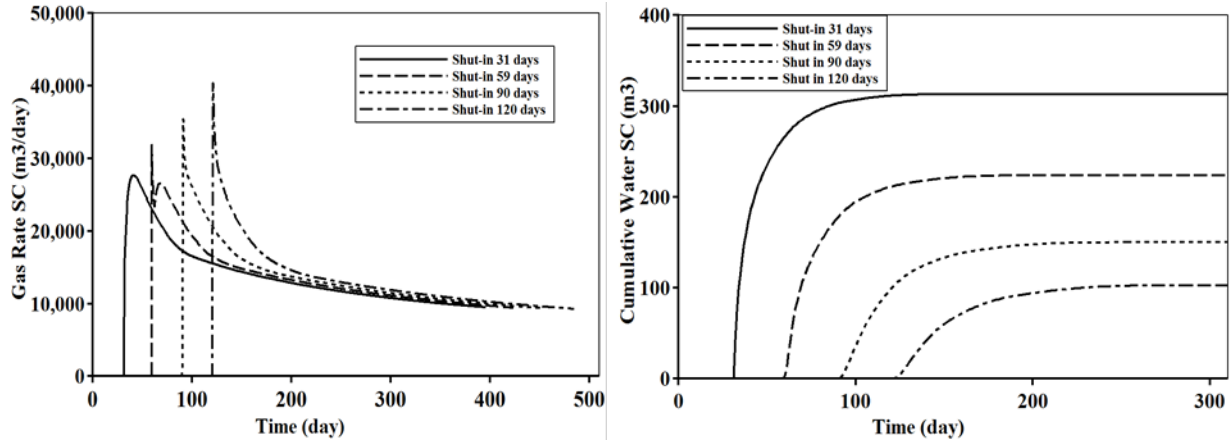 50,000
40,000
30,000
20,000
10,000
0
Gas Rate SC (m3/day)
Shut-in 31 days
Shut in 59 days
Shut in 90 days
Shut in 120 days
0 100 200 300 400 500
Time (day)
400
300
200
100
0
Cumulative Water SC (m3)
Shut-in 31 days
Shut in 59 days
Shut in 90 days
Shut in 120 days
0 100 200 300
Time (day)